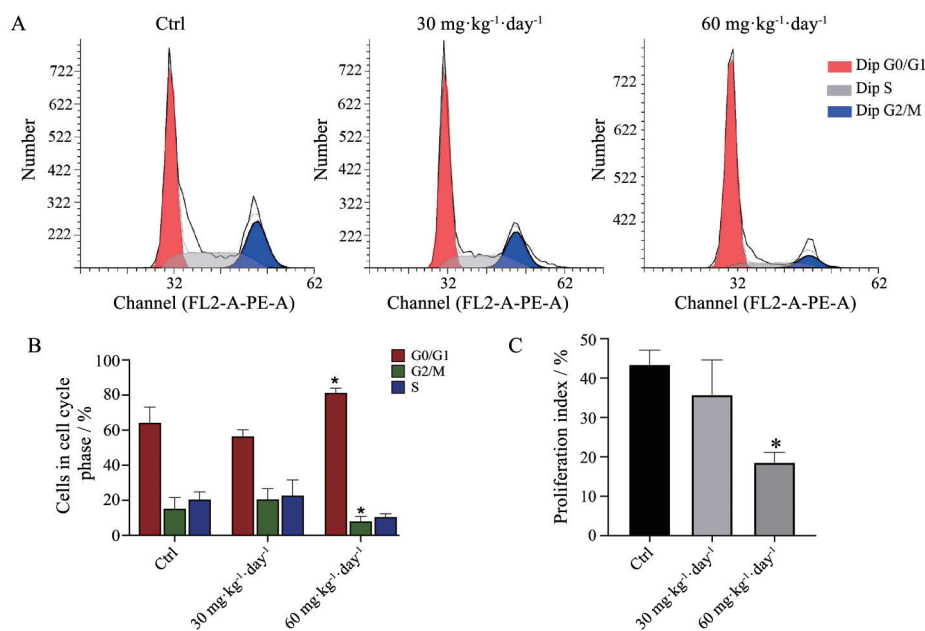 A
Ctrl
30 mg·kg⁻¹·day⁻¹
60 mg·kg⁻¹·day⁻¹
Number
722
622
522
422
322
222
32
62
Channel (FL2-A-PE-A)
Number
722
622
522
422
322
222
32
62
Channel (FL2-A-PE-A)
Number
722
622
522
422
32
62
Channel (FL2-A-PE-A)
Dip G0/G1
Dip S
Dip G2/M
B
Cells in cell cycle
phase / %
100
80
60
40
20
0
*
*
G0/G1
G2/M
S
Ctrl
30 mg·kg⁻¹·day⁻¹
60 mg·kg⁻¹·day⁻¹
C
Proliferation index / %
50
40
30
20
10
0
*
Ctrl
30 mg·kg⁻¹·day⁻¹
60 mg·kg⁻¹·day⁻¹